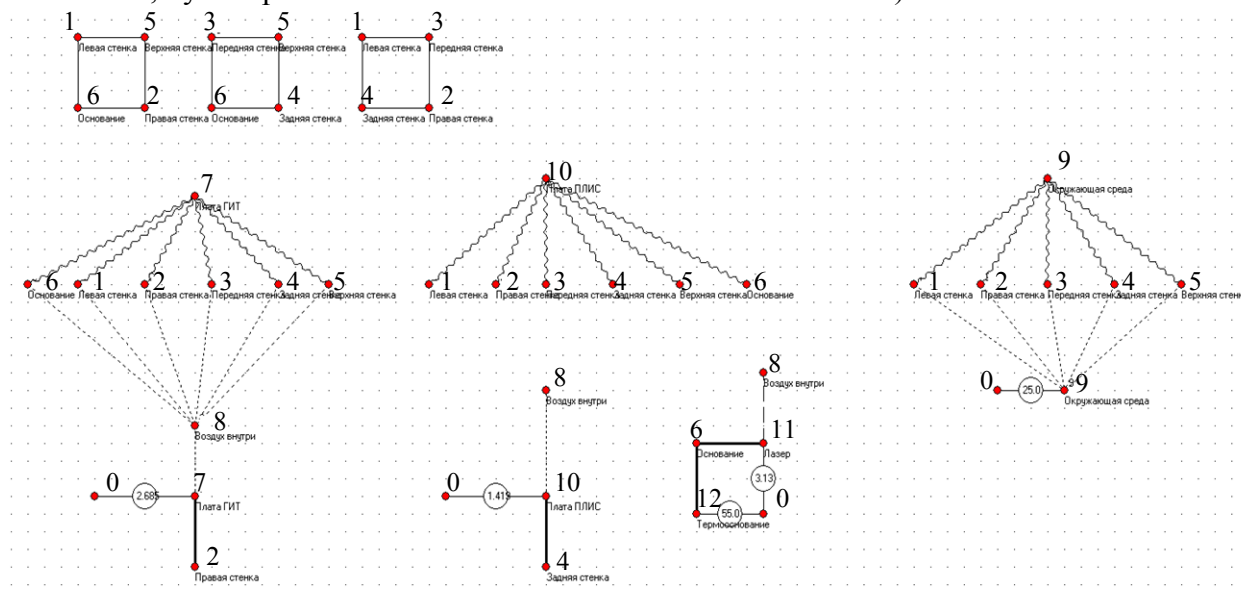 1 5 3 5 1 3
Левая стенка Верхняя стенка Передняя стенка Верхняя стенка Левая стенка Передняя стенка
6 2 6 4 4 2
Основание Правая стенка Основание Задняя стенка Задняя стенка Правая стенка
7 10 9
Плата ГИТ Плата ПЛИС Окружающая среда
6 1 2 3 4 5 1 2 3 4 5 6 1 2 3 4 5
Основание Левая стенка Правая стенка Передняя стенка Задняя стенка Верхняя стенка Левая стенка Правая стенка Передняя стенка Задняя стенка Верхняя стенка Основание Левая стенка Правая стенка Передняя стенка Задняя стенка Верхняя стен
8 8 0 25.0 9
Воздух внутри Воздух внутри Окружающая среда
8 6 11
Воздух внутри Основание Лазер
0 2.685 7 0 1.419 10 3.13
Плата ГИТ Плата ПЛИС 12 55.0 0
Термооснование
2 4
Правая стенка Задняя стенка